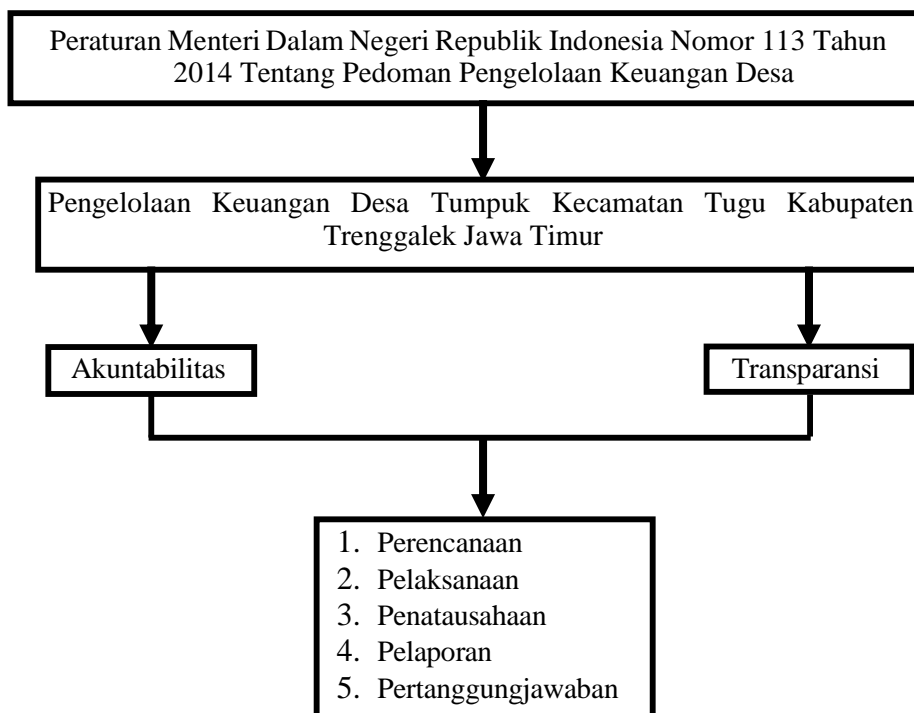 Peraturan Menteri Dalam Negeri Republik Indonesia Nomor 113 Tahun
2014 Tentang Pedoman Pengelolaan Keuangan Desa
Pengelolaan Keuangan Desa Tumpuk Kecamatan Tugu Kabupaten
Trenggalek Jawa Timur
Akuntabilitas
Transparansi
1. Perencanaan
2. Pelaksanaan
3. Penatausahaan
4. Pelaporan
5. Pertanggungjawaban